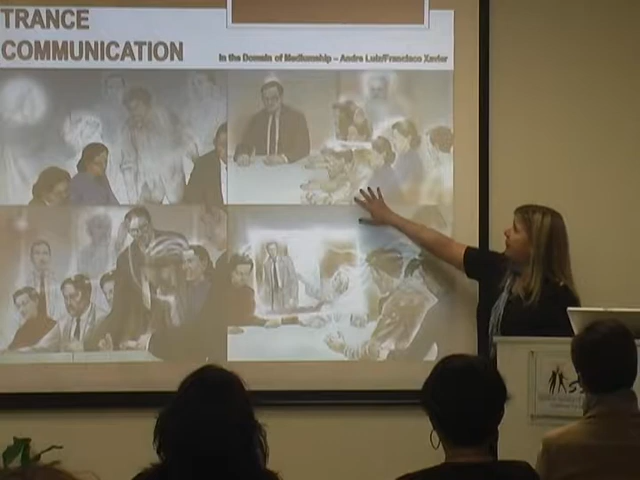 TRANCE
COMMUNICATION
In the Domain of Mediumship – Andre Luiz/Francisco Xavier